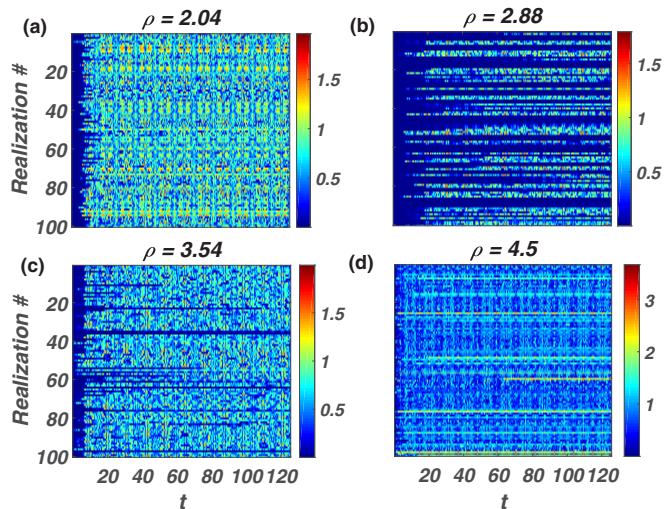 (a)
ρ = 2.04
Realization #
20
40
60
80
100
1.5
1
0.5
(b)
ρ = 2.88
1.5
1
0.5
(c)
ρ = 3.54
Realization #
20
40
60
80
100
20 40 60 80 100 120
t
1.5
1
0.5
(d)
ρ = 4.5
20 40 60 80 100 120
t
3
2
1
0